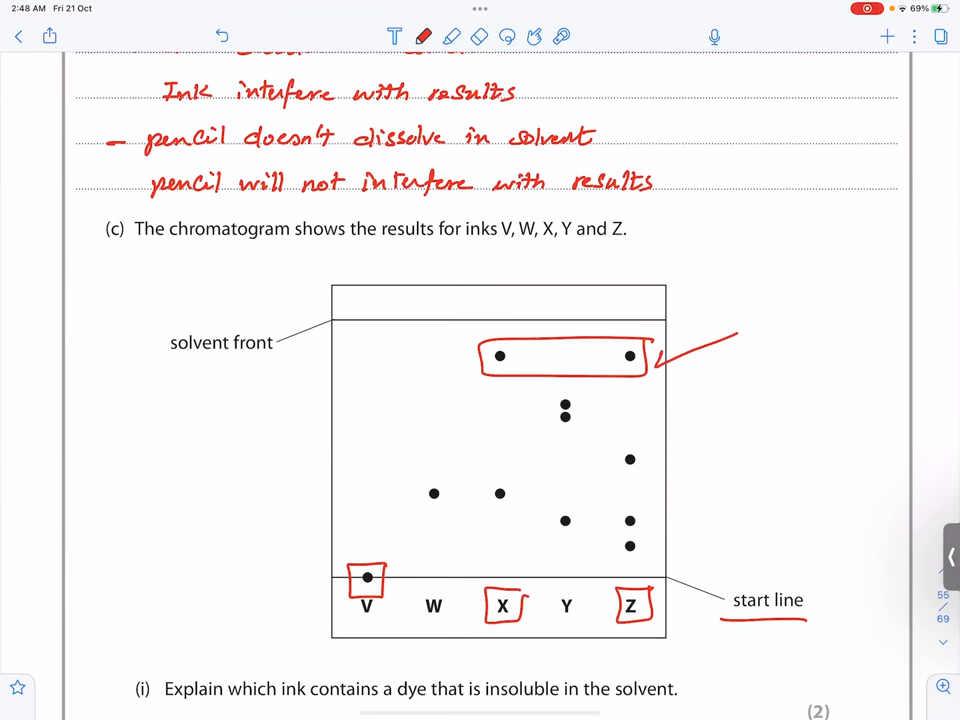 2:48 AM Fri 21 Oct
69%
T
Ink interfere with results
- pencil doesn't dissolve in solvent
pencil will not interfere with results
(c) The chromatogram shows the results for inks V, W, X, Y and Z.
solvent front
V W X Y Z
start line
55
/
69
(i) Explain which ink contains a dye that is insoluble in the solvent.
(2)